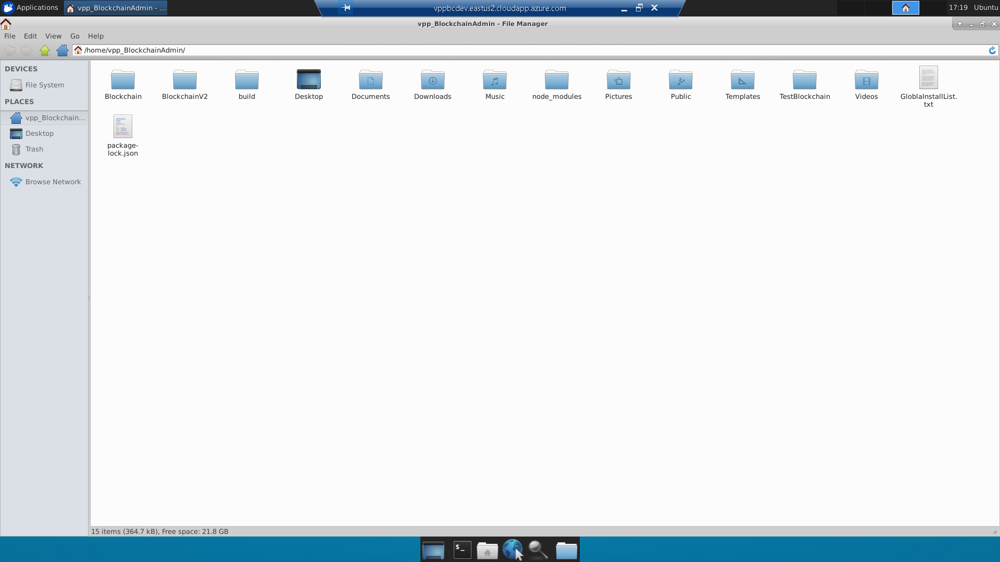 Applications
vpp_BlockchainAdmin - ...
vppbcdev.eastus2.cloudapp.azure.com
17:19
Ubuntu
vpp_BlockchainAdmin - File Manager
File
Edit
View
Go
Help
/home/vpp_BlockchainAdmin/
DEVICES
File System
PLACES
vpp_Blockchain...
Desktop
Trash
NETWORK
Browse Network
Blockchain
BlockchainV2
build
Desktop
Documents
Downloads
Music
node_modules
Pictures
Public
Templates
TestBlockchain
Videos
GloblaInstallList.
txt
package-
lock.json
15 items (364.7 kB), Free space: 21.8 GB
$_